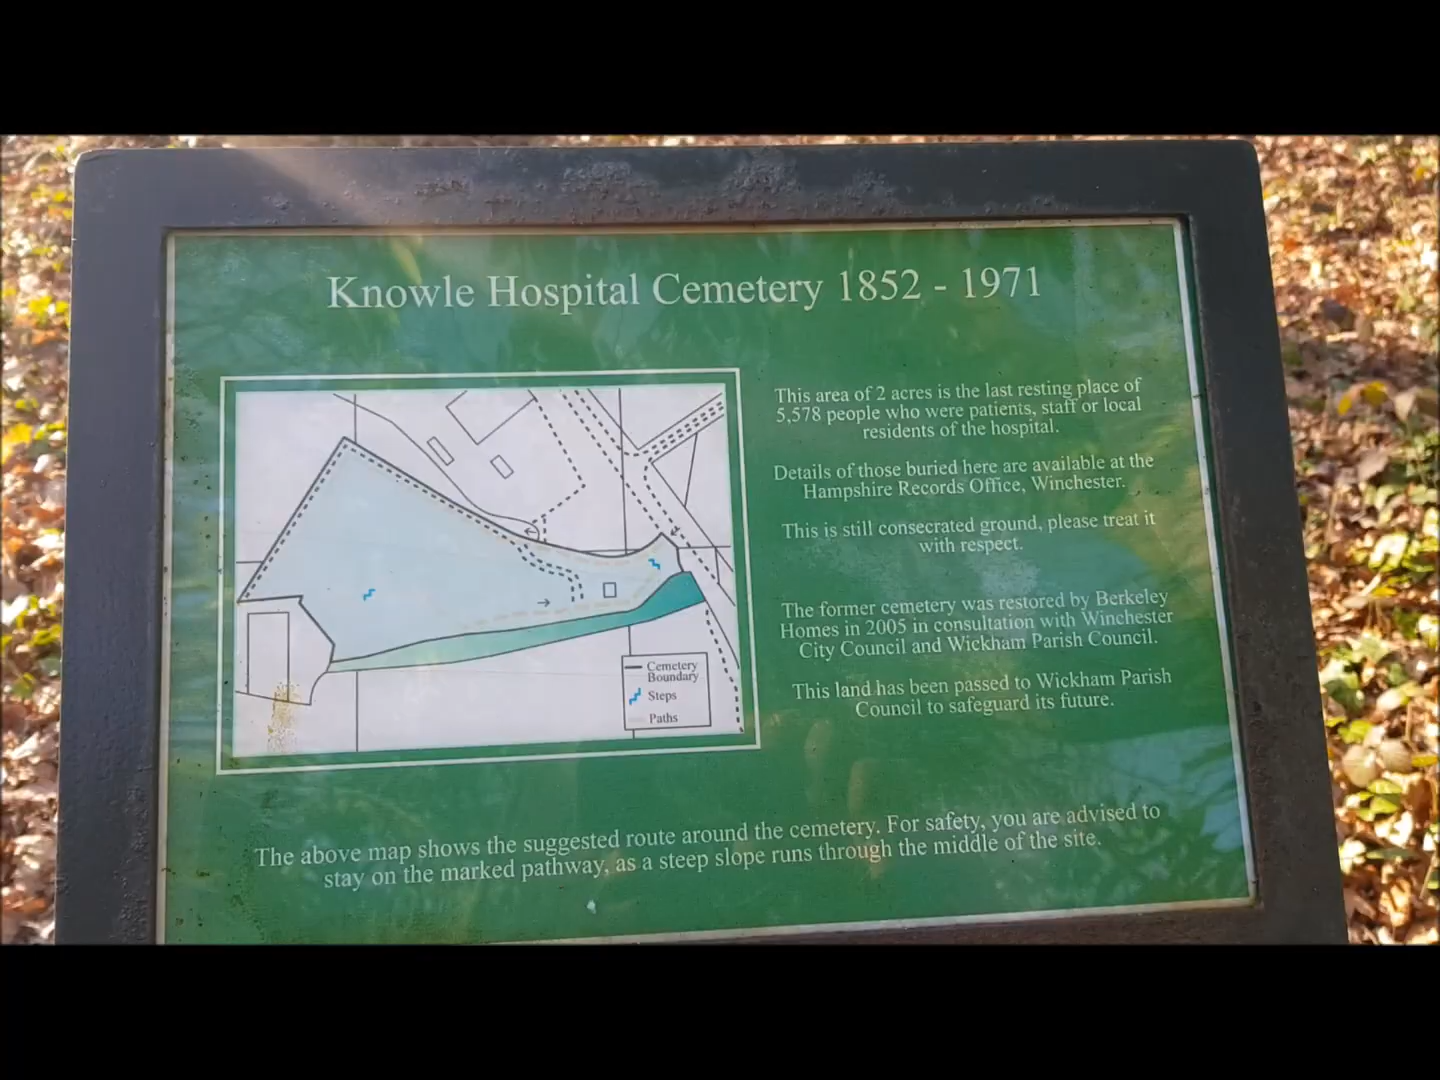 Knowle Hospital Cemetery 1852 - 1971
This area of 2 acres is the last resting place of
5,578 people who were patients, staff or local
residents of the hospital.
Details of those buried here are available at the
Hampshire Records Office, Winchester.
This is still consecrated ground, please treat it
with respect.
The former cemetery was restored by Berkeley
Homes in 2005 in consultation with Winchester
City Council and Wickham Parish Council.
This land has been passed to Wickham Parish
Council to safeguard its future.
Cemetery
Boundary
Steps
Paths
The above map shows the suggested route around the cemetery. For safety, you are advised to
stay on the marked pathway, as a steep slope runs through the middle of the site.